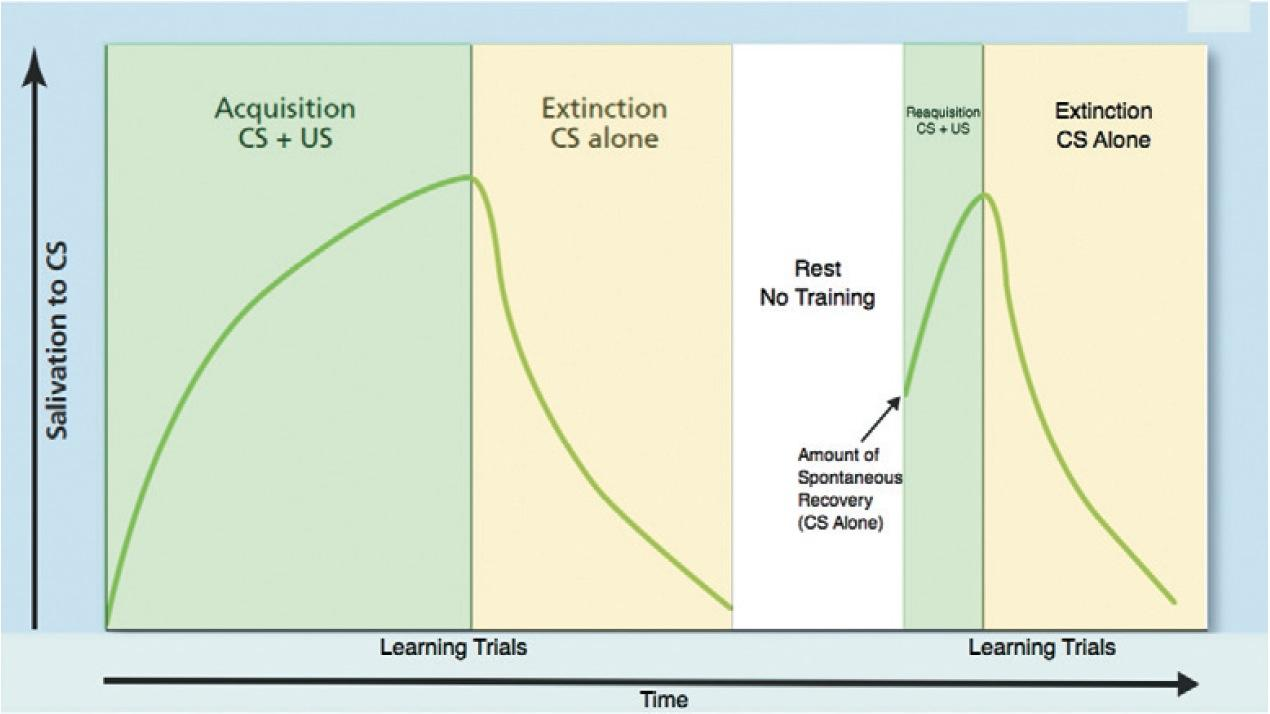 Salivation to CS
Acquisition
CS + US
Extinction
CS alone
Rest
No Training
Amount of
Spontaneous
Recovery
(CS Alone)
Reaquisition
CS + US
Extinction
CS Alone
Learning Trials
Learning Trials
Time